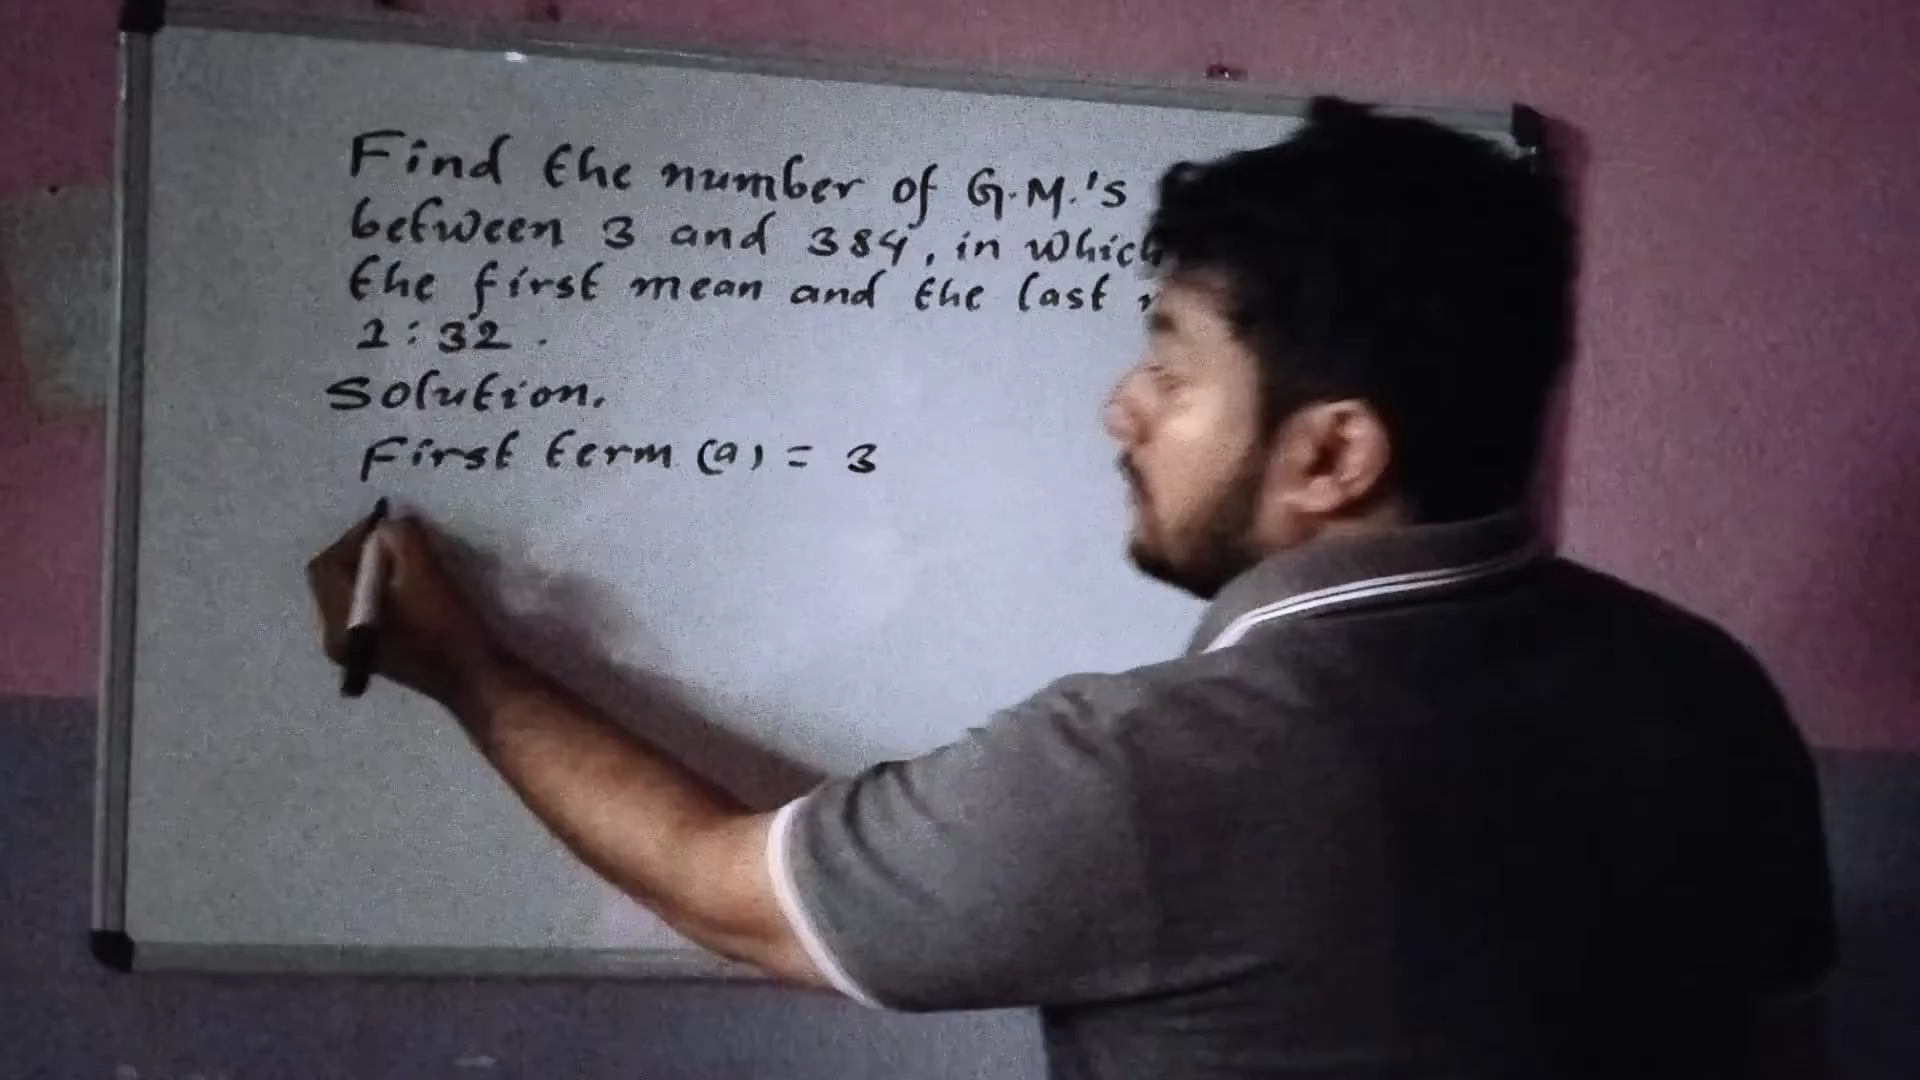 Find the number of G.M.'s
between 3 and 384, in which
the first mean and the last
1:32.
Solution.
First term (a) = 3